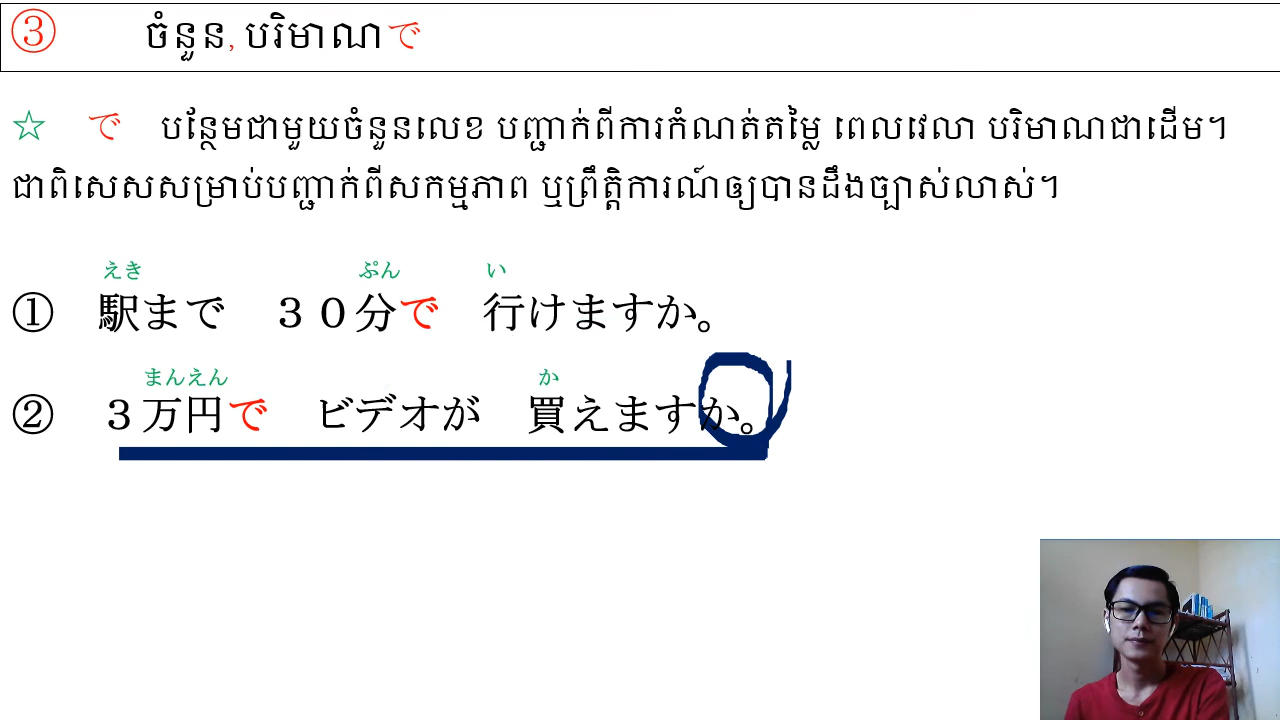 ③ ចំនួន, បរិមាណで
☆ で បន្ថែមជាមួយចំនួនលេខ បញ្ជាក់ពីការកំណត់តម្លៃ ពេលវេលា បរិមាណជាដើម។
ជាពិសេសសម្រាប់បញ្ជាក់ពីសកម្មភាព ឬព្រឹត្តិការណ៍ឲ្យបានដឹងច្បាស់លាស់។
えき ぷん い
① 駅まで ３０分で 行けますか。
まんえん か
② ３万円で ビデオが 買えますか。